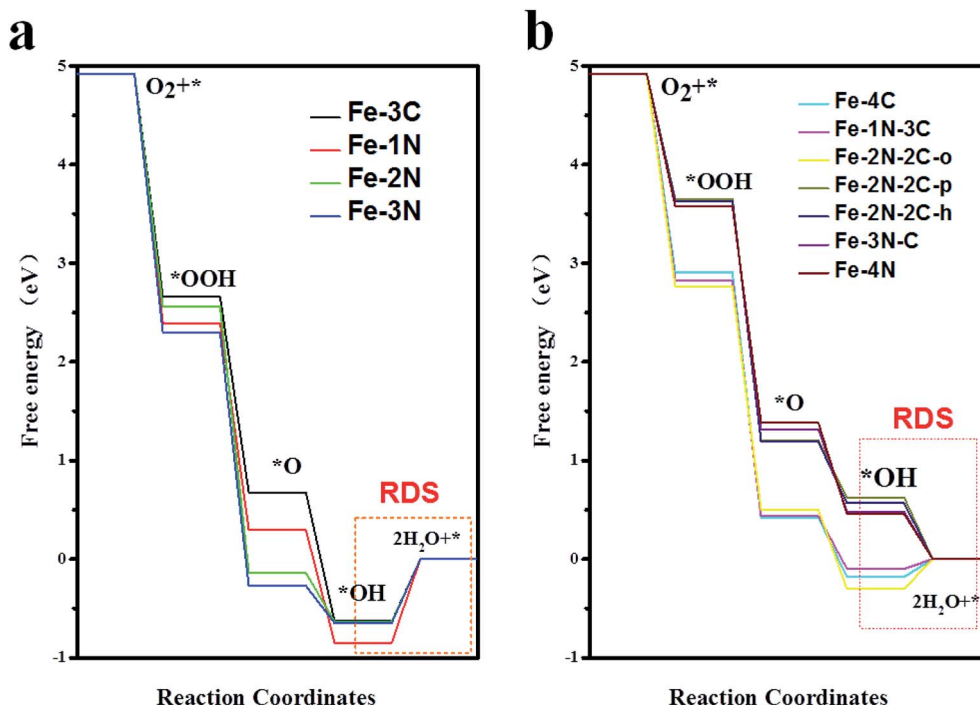 a
5
4
3
2
1
0
-1
Free energy (eV)
O₂+*
*OOH
*O
*OH
RDS
2H₂O+*
Fe-3C
Fe-1N
Fe-2N
Fe-3N
Reaction Coordinates
b
5
4
3
2
1
0
-1
Free energy (eV)
O₂+*
*OOH
*O
RDS
*OH
2H₂O+*
Fe-4C
Fe-1N-3C
Fe-2N-2C-o
Fe-2N-2C-p
Fe-2N-2C-h
Fe-3N-C
Fe-4N
Reaction Coordinates